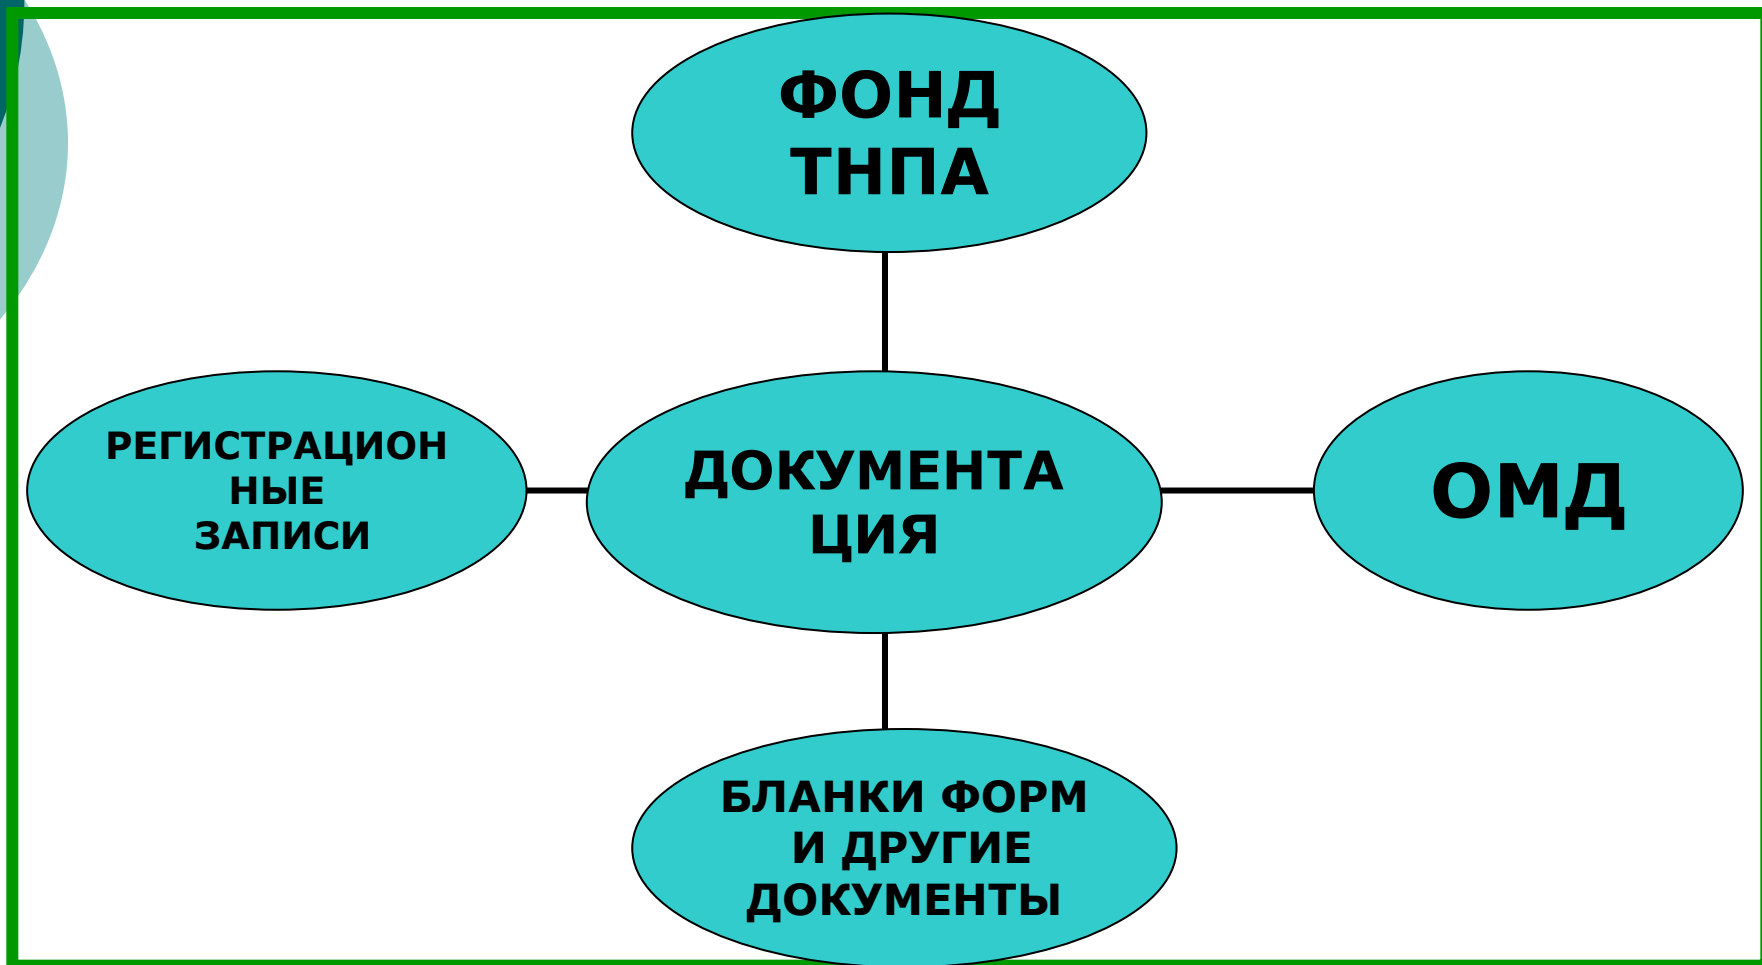 ФОНД
ТНПА
РЕГИСТРАЦИОН
НЫЕ
ЗАПИСИ
ДОКУМЕНТА
ЦИЯ
ОМД
БЛАНКИ ФОРМ
И ДРУГИЕ
ДОКУМЕНТЫ